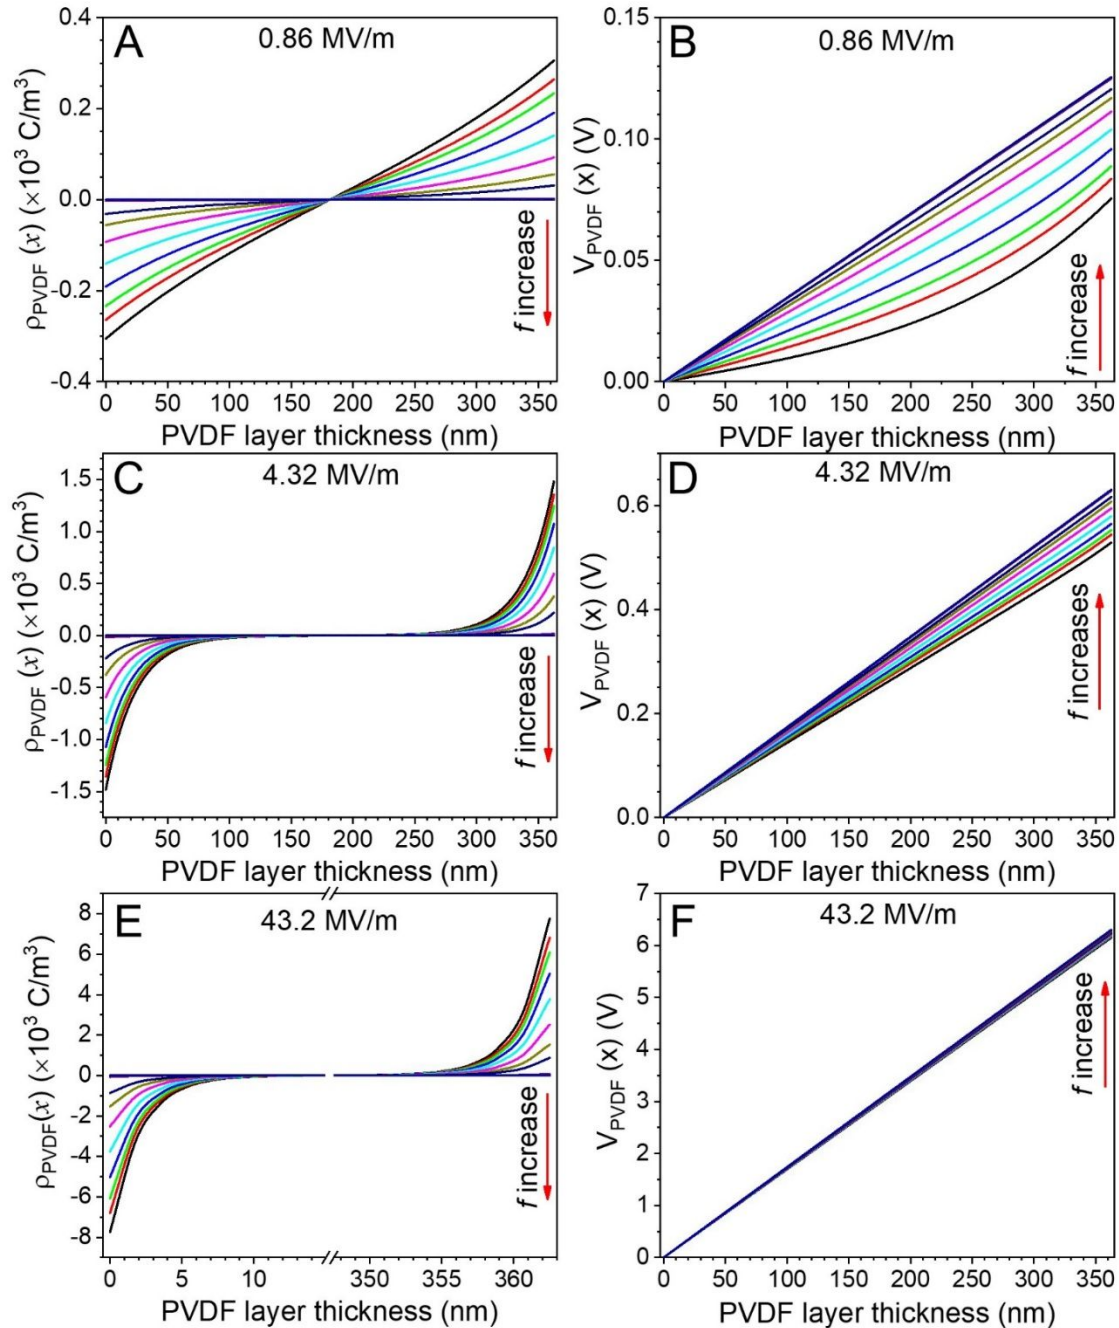 A
0.86 MV/m
ρPVDF (x) (×10³ C/m³)
0.4
0.2
0.0
-0.2
-0.4
f increase
0 50 100 150 200 250 300 350
PVDF layer thickness (nm)
B
0.86 MV/m
VPVDF (x) (V)
0.15
0.10
0.05
0.00
f increase
0 50 100 150 200 250 300 350
PVDF layer thickness (nm)
C
4.32 MV/m
ρPVDF (x) (×10³ C/m³)
1.5
1.0
0.5
0.0
-0.5
-1.0
-1.5
f increase
0 50 100 150 200 250 300 350
PVDF layer thickness (nm)
D
4.32 MV/m
VPVDF (x) (V)
0.6
0.4
0.2
0.0
f increases
0 50 100 150 200 250 300 350
PVDF layer thickness (nm)
E
43.2 MV/m
ρPVDF(x) (×10³ C/m³)
8
6
4
2
0
-2
-4
-6
-8
f increase
0 5 10 350 355 360
PVDF layer thickness (nm)
F
43.2 MV/m
VPVDF (x) (V)
7
6
5
4
3
2
1
0
f increase
0 50 100 150 200 250 300 350
PVDF layer thickness (nm)